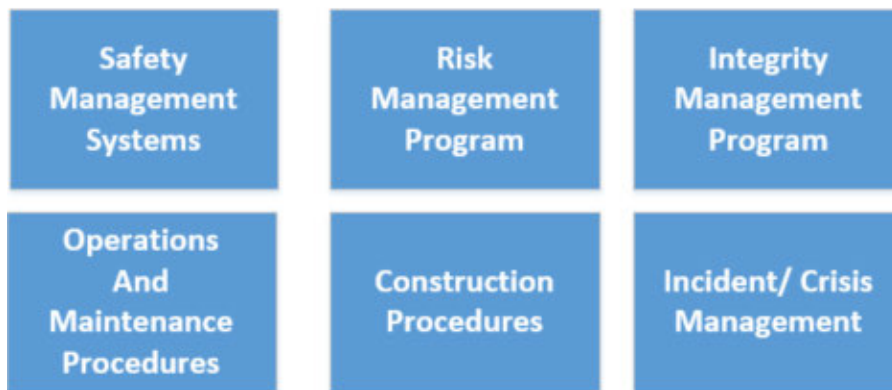 Safety
Management
Systems
Risk
Management
Program
Integrity
Management
Program
Operations
And
Maintenance
Procedures
Construction
Procedures
Incident/ Crisis
Management